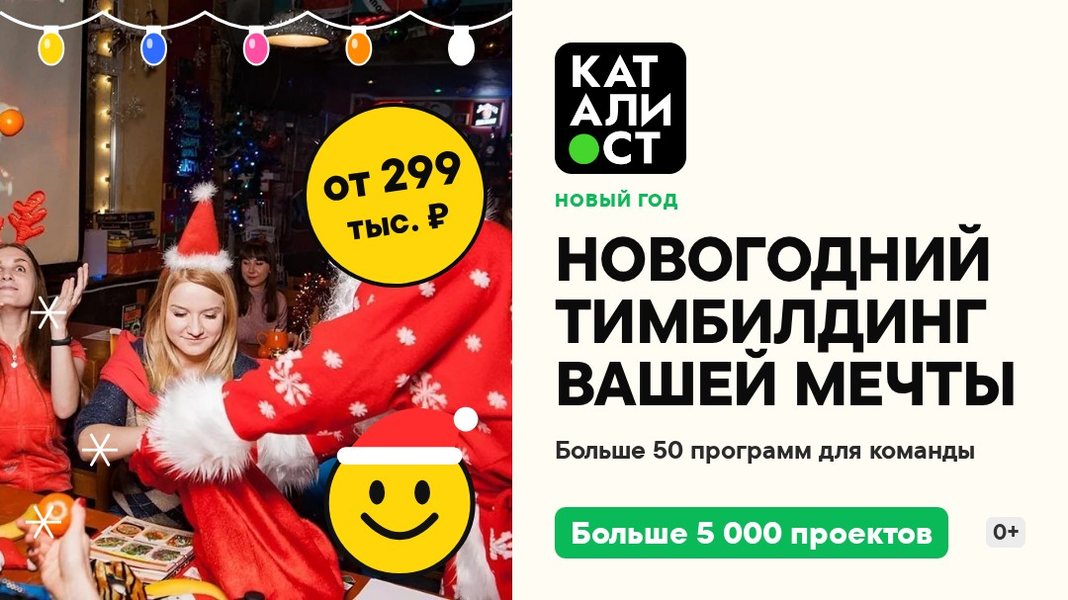 от 299
тыс. ₽
КАТ
АЛИ
СТ
НОВЫЙ ГОД
НОВОГОДНИЙ
ТИМБИЛДИНГ
ВАШЕЙ МЕЧТЫ
Больше 50 программ для команды
Больше 5 000 проектов
0+